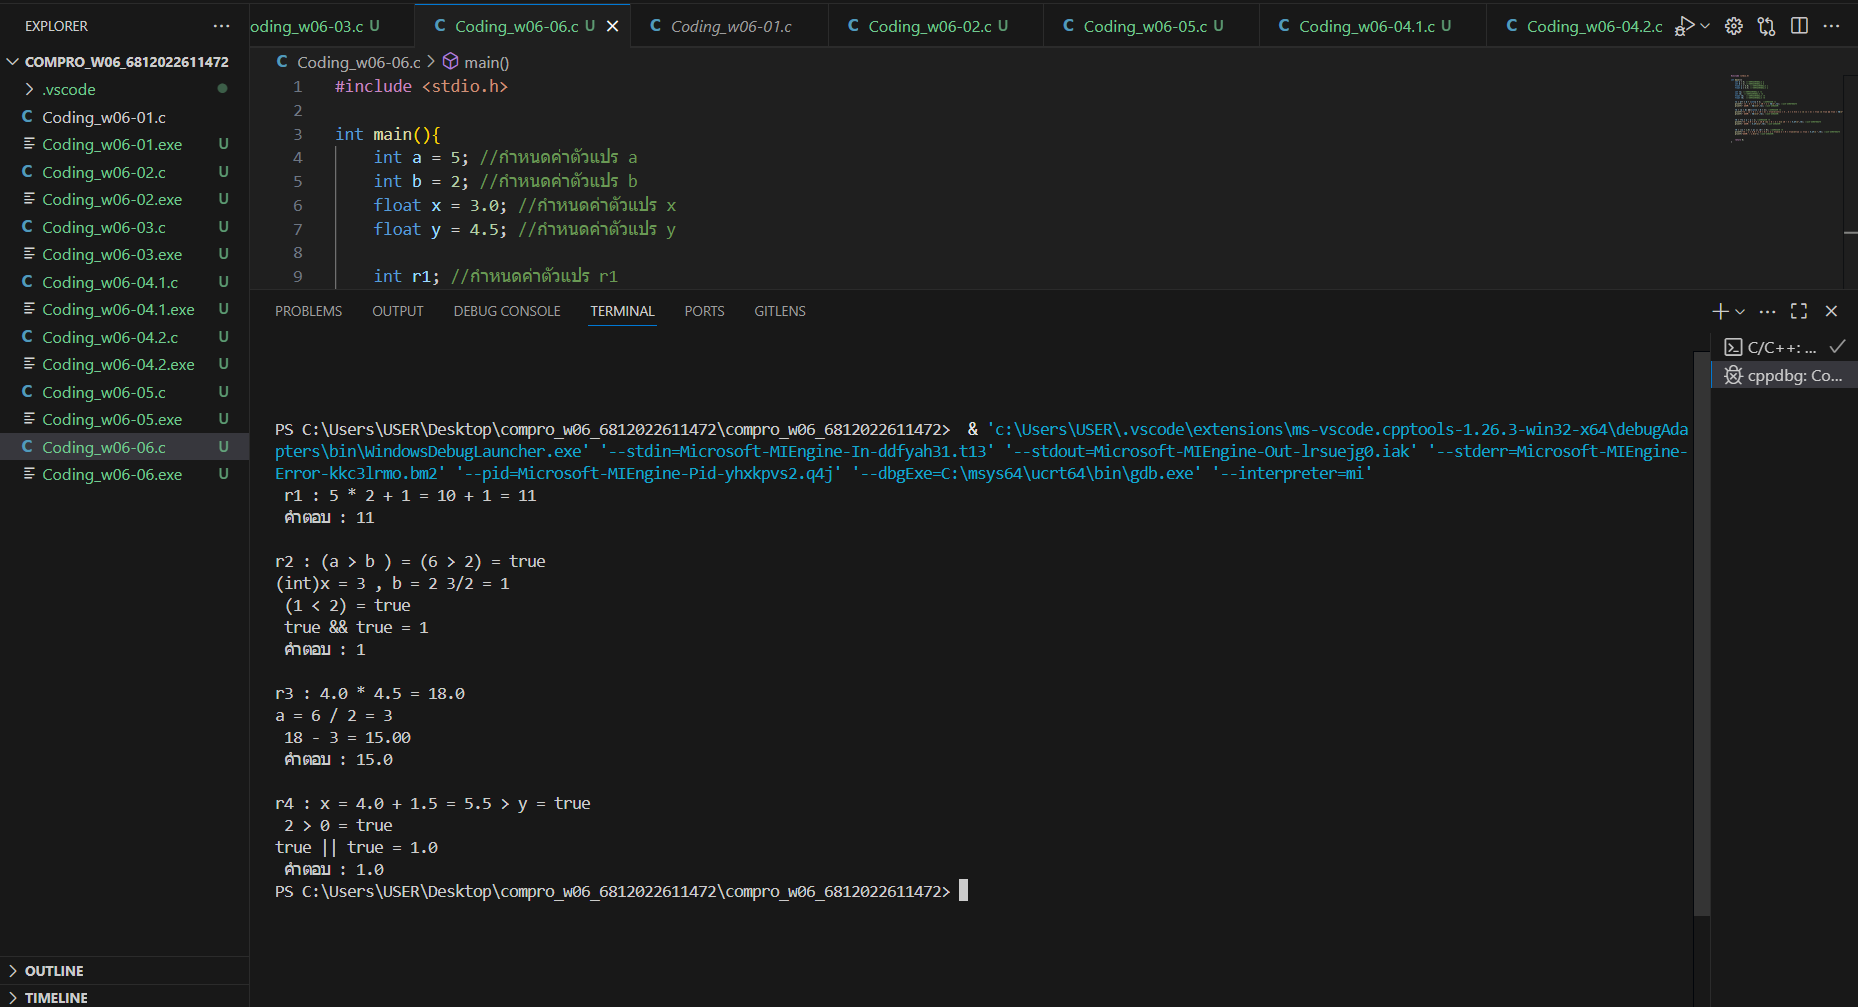 EXPLORER
COMPRO_W06_6812022611472
.vscode
C Coding_w06-01.c
Coding_w06-01.exe U
C Coding_w06-02.c U
Coding_w06-02.exe U
C Coding_w06-03.c U
Coding_w06-03.exe U
C Coding_w06-04.1.c U
Coding_w06-04.1.exe U
C Coding_w06-04.2.c U
Coding_w06-04.2.exe U
C Coding_w06-05.c U
Coding_w06-05.exe U
C Coding_w06-06.c U
Coding_w06-06.exe U
OUTLINE
TIMELINE
oding_w06-03.c U C Coding_w06-06.c U C Coding_w06-01.c C Coding_w06-02.c U C Coding_w06-05.c U C Coding_w06-04.1.c U C Coding_w06-04.2.c
C Coding_w06-06.c > main()
1 #include <stdio.h>
2
3 int main(){
4 int a = 5; //กำหนดค่าตัวแปร a
5 int b = 2; //กำหนดค่าตัวแปร b
6 float x = 3.0; //กำหนดค่าตัวแปร x
7 float y = 4.5; //กำหนดค่าตัวแปร y
8
9 int r1; //กำหนดค่าตัวแปร r1
PROBLEMS OUTPUT DEBUG CONSOLE TERMINAL PORTS GITLENS
C/C++: ...
cppdbg: Co...
PS C:\Users\USER\Desktop\compro_w06_6812022611472\compro_w06_6812022611472> & 'c:\Users\USER\.vscode\extensions\ms-vscode.cpptools-1.26.3-win32-x64\debugAda
pters\bin\WindowsDebugLauncher.exe' '--stdin=Microsoft-MIEngine-In-ddfyah31.t13' '--stdout=Microsoft-MIEngine-Out-lrsuejg0.iak' '--stderr=Microsoft-MIEngine-
Error-kkc3lrmo.bm2' '--pid=Microsoft-MIEngine-Pid-yhxkpvs2.q4j' '--dbgExe=C:\msys64\ucrt64\bin\gdb.exe' '--interpreter=mi'
r1 : 5 * 2 + 1 = 10 + 1 = 11
คำตอบ : 11
r2 : (a > b ) = (6 > 2) = true
(int)x = 3 , b = 2 3/2 = 1
(1 < 2) = true
true && true = 1
คำตอบ : 1
r3 : 4.0 * 4.5 = 18.0
a = 6 / 2 = 3
18 - 3 = 15.00
คำตอบ : 15.0
r4 : x = 4.0 + 1.5 = 5.5 > y = true
2 > 0 = true
true || true = 1.0
คำตอบ : 1.0
PS C:\Users\USER\Desktop\compro_w06_6812022611472\compro_w06_6812022611472>